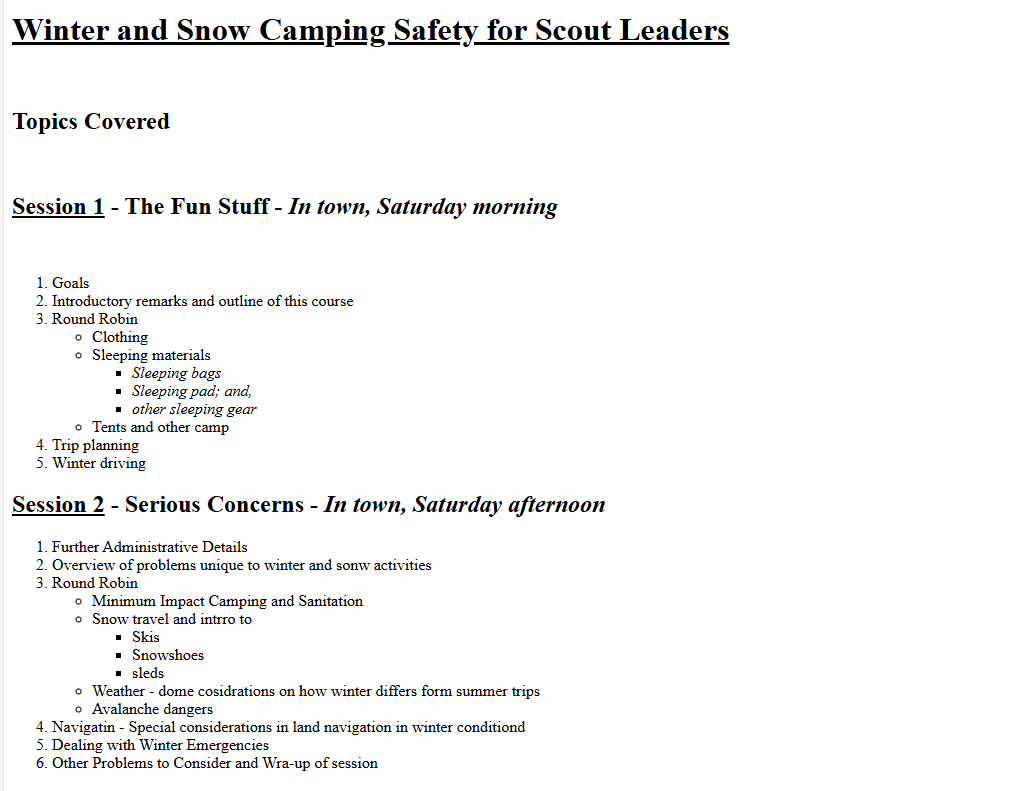 Winter and Snow Camping Safety for Scout Leaders
Topics Covered
Session 1 - The Fun Stuff - In town, Saturday morning
1. Goals
2. Introductory remarks and outline of this course
3. Round Robin
Clothing
Sleeping materials
Sleeping bags
Sleeping pad; and,
other sleeping gear
Tents and other camp
4. Trip planning
5. Winter driving
Session 2 - Serious Concerns - In town, Saturday afternoon
1. Further Administrative Details
2. Overview of problems unique to winter and sonw activities
3. Round Robin
Minimum Impact Camping and Sanitation
Snow travel and intrro to
Skis
Snowshoes
sleds
Weather - dome cosidrations on how winter differs form summer trips
Avalanche dangers
4. Navigatin - Special considerations in land navigation in winter conditiond
5. Dealing with Winter Emergencies
6. Other Problems to Consider and Wra-up of session